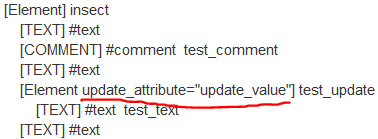 [Element] insect
[TEXT] #text
[COMMENT] #comment test_comment
[TEXT] #text
[Element update_attribute="update_value"] test_update
[TEXT] #text test_text
[TEXT] #text